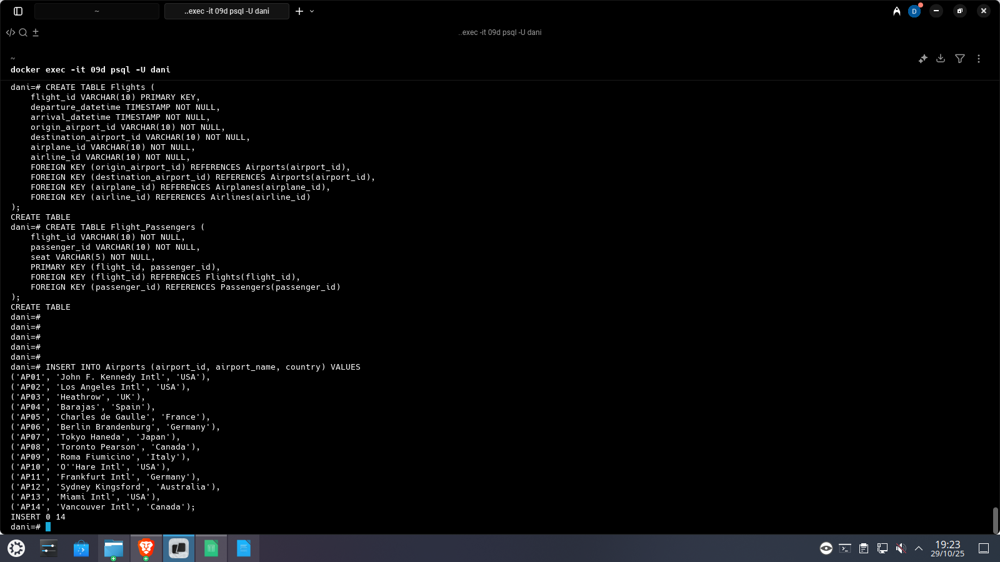 ~
..exec -it 09d psql -U dani
D
..exec -it 09d psql -U dani
~
docker exec -it 09d psql -U dani
dani=# CREATE TABLE Flights (
    flight_id VARCHAR(10) PRIMARY KEY,
    departure_datetime TIMESTAMP NOT NULL,
    arrival_datetime TIMESTAMP NOT NULL,
    origin_airport_id VARCHAR(10) NOT NULL,
    destination_airport_id VARCHAR(10) NOT NULL,
    airplane_id VARCHAR(10) NOT NULL,
    airline_id VARCHAR(10) NOT NULL,
    FOREIGN KEY (origin_airport_id) REFERENCES Airports(airport_id),
    FOREIGN KEY (destination_airport_id) REFERENCES Airports(airport_id),
    FOREIGN KEY (airplane_id) REFERENCES Airplanes(airplane_id),
    FOREIGN KEY (airline_id) REFERENCES Airlines(airline_id)
);
CREATE TABLE
dani=# CREATE TABLE Flight_Passengers (
    flight_id VARCHAR(10) NOT NULL,
    passenger_id VARCHAR(10) NOT NULL,
    seat VARCHAR(5) NOT NULL,
    PRIMARY KEY (flight_id, passenger_id),
    FOREIGN KEY (flight_id) REFERENCES Flights(flight_id),
    FOREIGN KEY (passenger_id) REFERENCES Passengers(passenger_id)
);
CREATE TABLE
dani=#
dani=#
dani=#
dani=#
dani=#
dani=# INSERT INTO Airports (airport_id, airport_name, country) VALUES
('AP01', 'John F. Kennedy Intl', 'USA'),
('AP02', 'Los Angeles Intl', 'USA'),
('AP03', 'Heathrow', 'UK'),
('AP04', 'Barajas', 'Spain'),
('AP05', 'Charles de Gaulle', 'France'),
('AP06', 'Berlin Brandenburg', 'Germany'),
('AP07', 'Tokyo Haneda', 'Japan'),
('AP08', 'Toronto Pearson', 'Canada'),
('AP09', 'Roma Fiumicino', 'Italy'),
('AP10', 'O''Hare Intl', 'USA'),
('AP11', 'Frankfurt Intl', 'Germany'),
('AP12', 'Sydney Kingsford', 'Australia'),
('AP13', 'Miami Intl', 'USA'),
('AP14', 'Vancouver Intl', 'Canada');
INSERT 0 14
dani=#
19:23
29/10/25